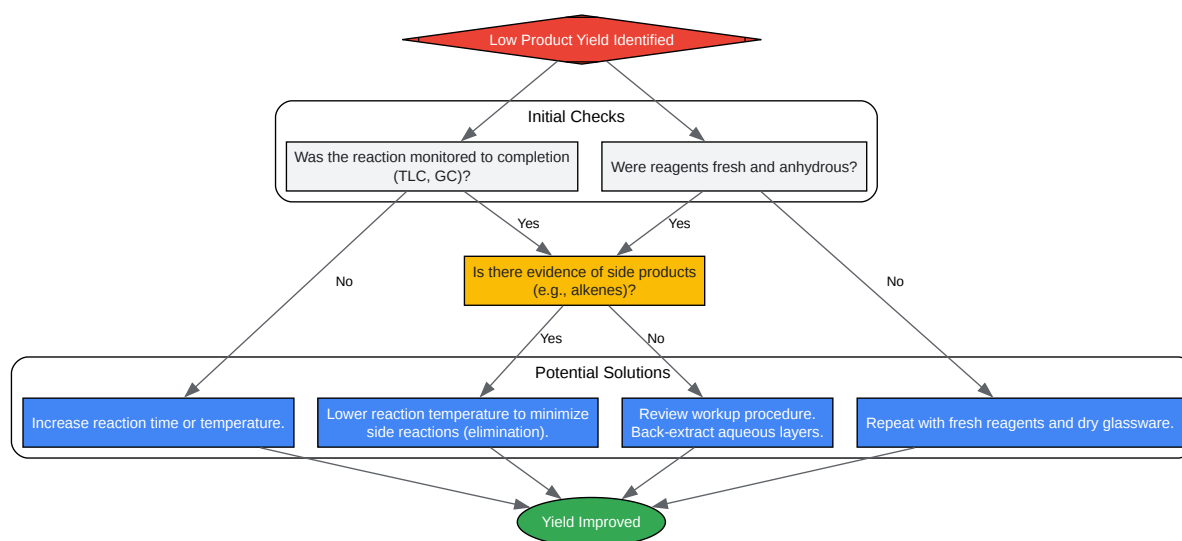 Low Product Yield Identified
Initial Checks
Was the reaction monitored to completion
(TLC, GC)?
Were reagents fresh and anhydrous?
Yes
Yes
Is there evidence of side products
(e.g., alkenes)?
No
No
Yes
No
Potential Solutions
Increase reaction time or temperature.
Lower reaction temperature to minimize
side reactions (elimination).
Review workup procedure.
Back-extract aqueous layers.
Repeat with fresh reagents and dry glassware.
Yield Improved